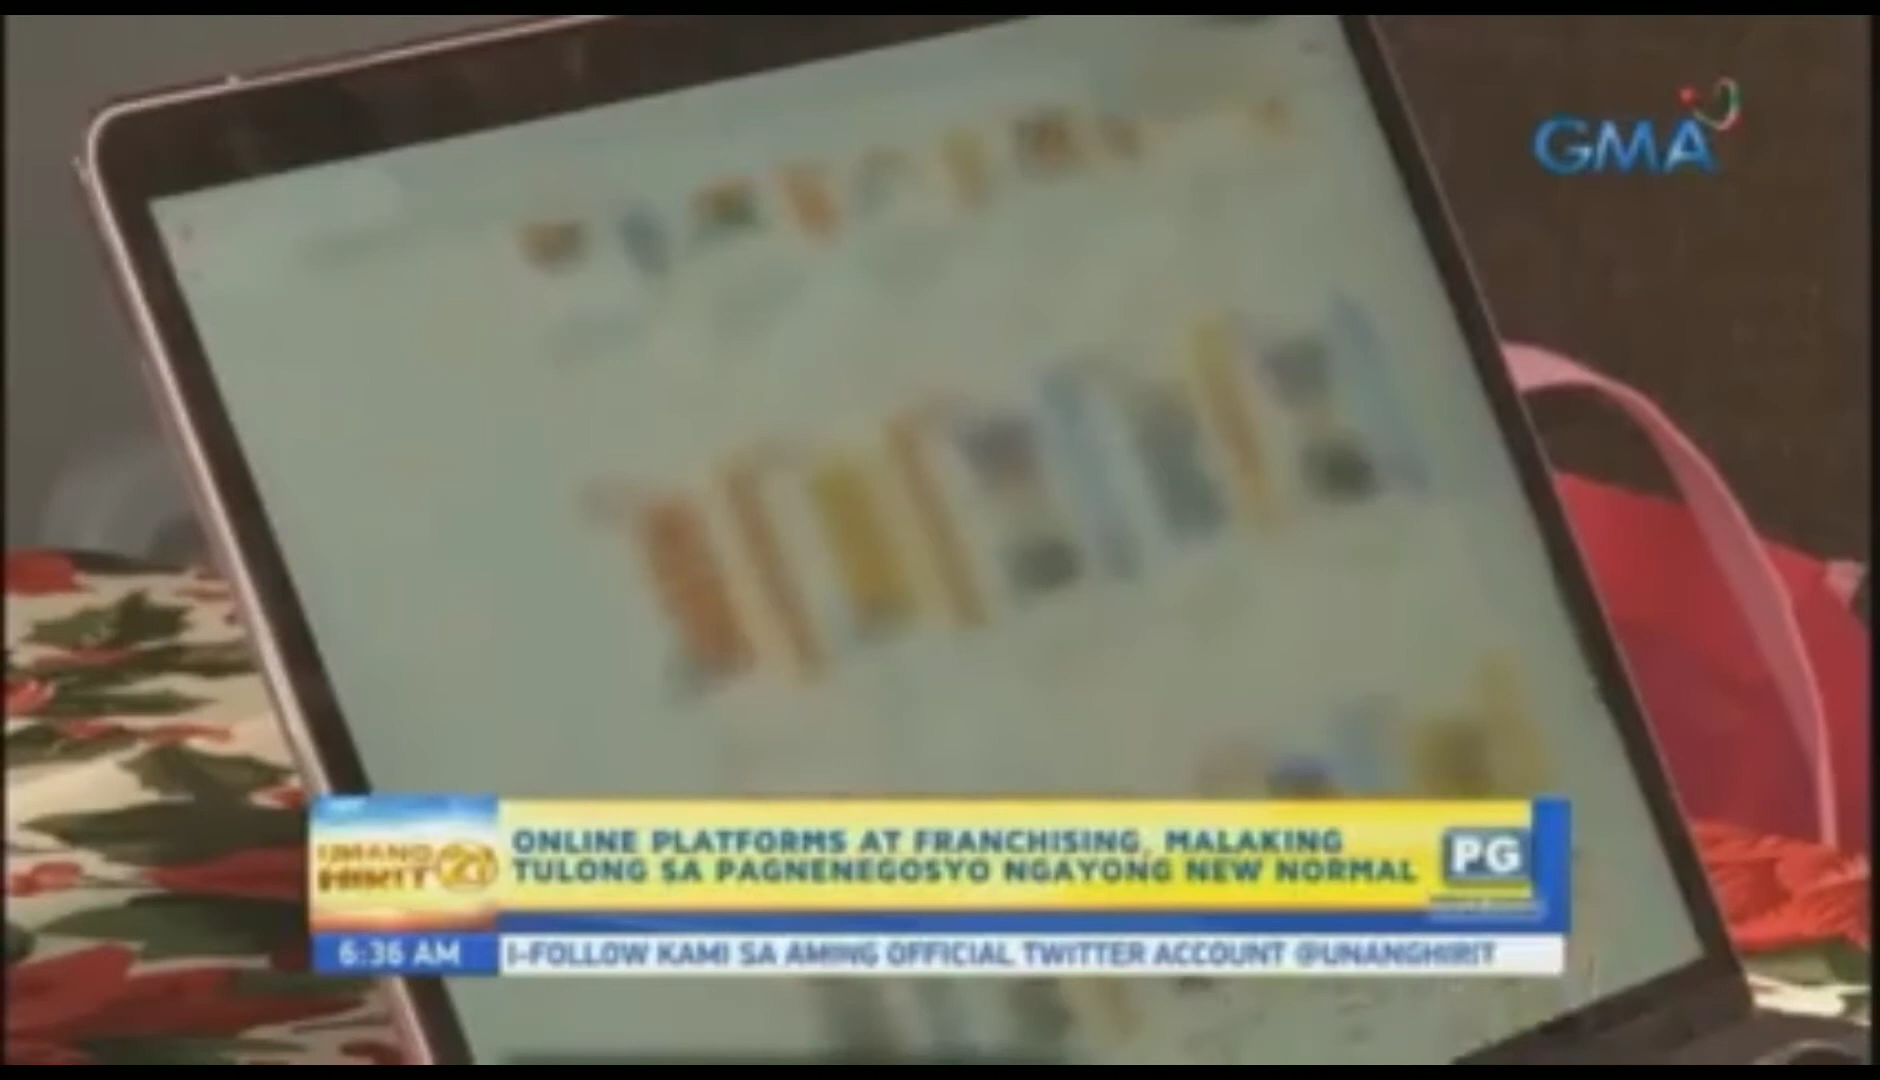 GMA
ONLINE PLATFORMS AT FRANCHISING, MALAKING
TULONG SA PAGNENEGOSYO NGAYONG NEW NORMAL
PG
UNANG
HIRIT 21
6:36 AM
I-FOLLOW KAMI SA AMING OFFICIAL TWITTER ACCOUNT @UNANGHIRIT